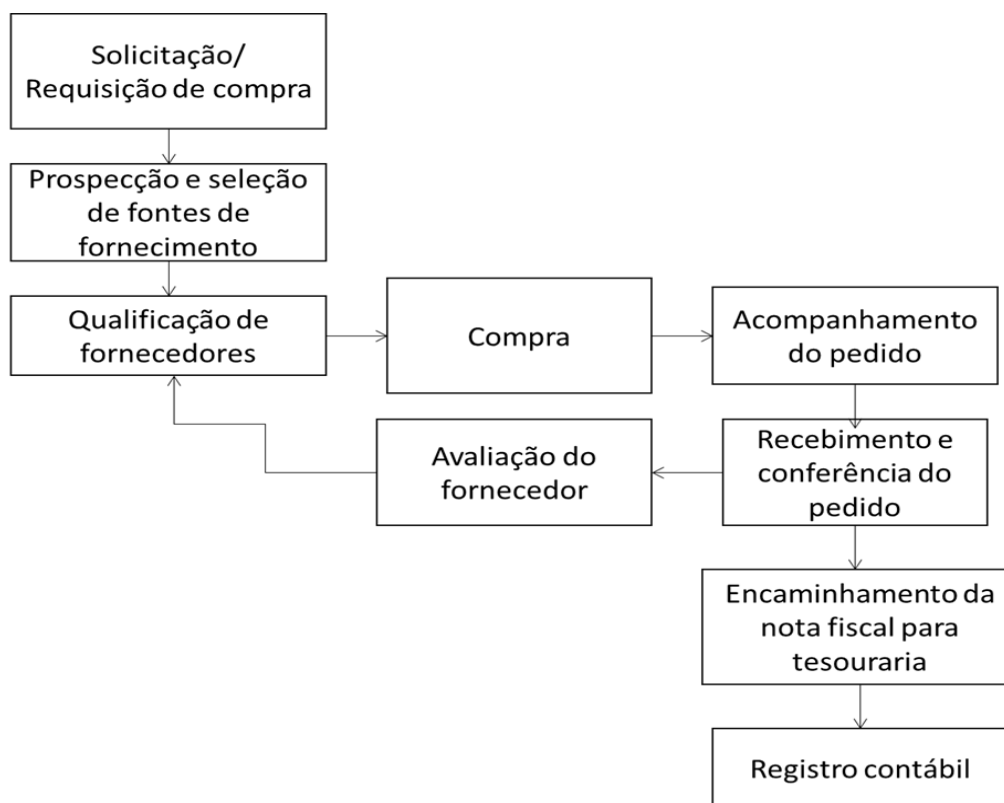 Solicitação/
Requisição de compra
Prospecção e seleção
de fontes de
fornecimento
Qualificação de
fornecedores
Compra
Acompanhamento
do pedido
Avaliação do
fornecedor
Recebimento e
conferência do
pedido
Encaminhamento da
nota fiscal para
tesouraria
Registro contábil